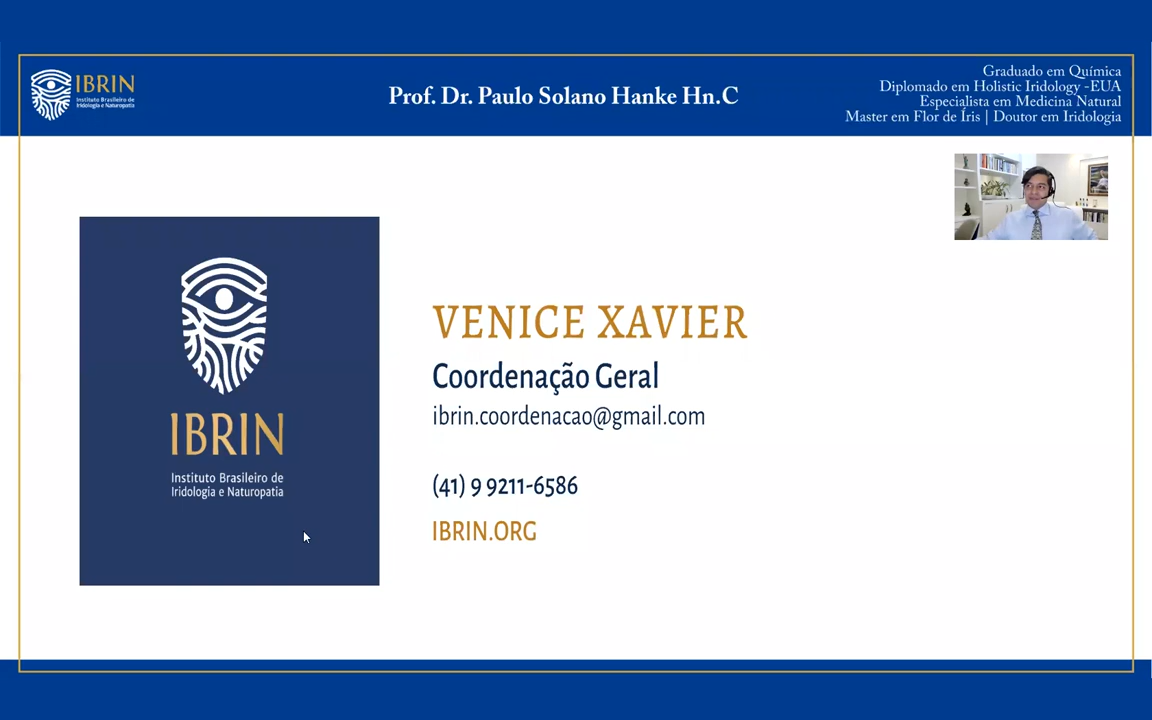 IBRIN
Instituto Brasileiro de
Iridologia e Naturopatia
Prof. Dr. Paulo Solano Hanke Hn.C
Graduado em Química
Diplomado em Holistic Iridology -EUA
Especialista em Medicina Natural
Master em Flor de Íris | Doutor em Iridologia
IBRIN
Instituto Brasileiro de
Iridologia e Naturopatia
VENICE XAVIER
Coordenação Geral
ibrin.coordenacao@gmail.com
(41) 9 9211-6586
IBRIN.ORG